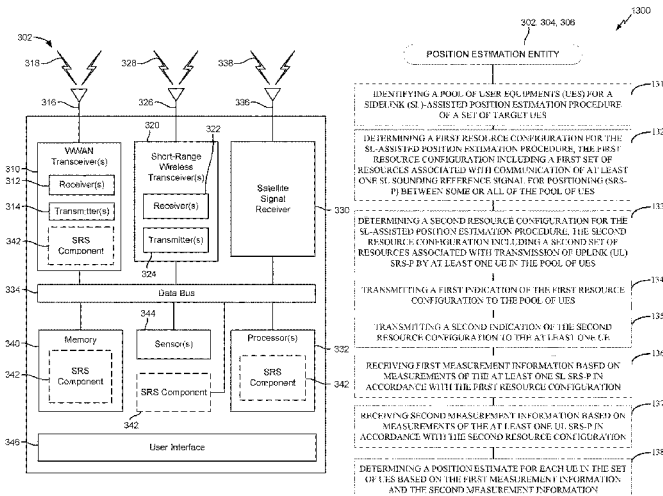 302
318
328
338
316
326
336
320
322
310
WWAN
Transceiver(s)
312
Receiver(s)
314
Transmitter(s)
342
SRS
Component
Short-Range
Wireless
Transceiver(s)
Receiver(s)
Transmitter(s)
324
Satellite
Signal
Receiver
330
334
Data Bus
344
340
Memory
SRS
Component
342
Sensor(s)
SRS Component
342
Processor(s)
332
SRS
Component
342
346
User Interface
1300
302, 304, 306
POSITION ESTIMATION ENTITY
IDENTIFYING A POOL OF USER EQUIPMENTS (UES) FOR A
SIDELINK (SL)-ASSISTED POSITION ESTIMATION PROCEDURE
OF A SET OF TARGET UES
131
DETERMINING A FIRST RESOURCE CONFIGURATION FOR THE
SL-ASSISTED POSITION ESTIMATION PROCEDURE, THE FIRST
RESOURCE CONFIGURATION INCLUDING A FIRST SET OF
RESOURCES ASSOCIATED WITH COMMUNICATION OF AT LEAST
ONE SL SOUNDING REFERENCE SIGNAL FOR POSITIONING (SRS-
P) BETWEEN SOME OR ALL OF THE POOL OF UES
132
DETERMINING A SECOND RESOURCE CONFIGURATION FOR THE
SL-ASSISTED POSITION ESTIMATION PROCEDURE, THE SECOND
RESOURCE CONFIGURATION INCLUDING A SECOND SET OF
RESOURCES ASSOCIATED WITH TRANSMISSION OF UPLINK (UL)
SRS-P BY AT LEAST ONE UE IN THE POOL OF UES
133
TRANSMITTING A FIRST INDICATION OF THE FIRST RESOURCE
CONFIGURATION TO THE POOL OF UES
134
TRANSMITTING A SECOND INDICATION OF THE SECOND
RESOURCE CONFIGURATION TO THE AT LEAST ONE UE
135
RECEIVING FIRST MEASUREMENT INFORMATION BASED ON
MEASUREMENTS OF THE AT LEAST ONE SL SRS-P IN
ACCORDANCE WITH THE FIRST RESOURCE CONFIGURATION
136
RECEIVING SECOND MEASUREMENT INFORMATION BASED ON
MEASUREMENTS OF THE AT LEAST ONE UL SRS-P IN
ACCORDANCE WITH THE SECOND RESOURCE CONFIGURATION
137
DETERMINING A POSITION ESTIMATE FOR EACH UE IN THE SET
OF UES BASED ON THE FIRST MEASUREMENT INFORMATION
AND THE SECOND MEASUREMENT INFORMATION
138